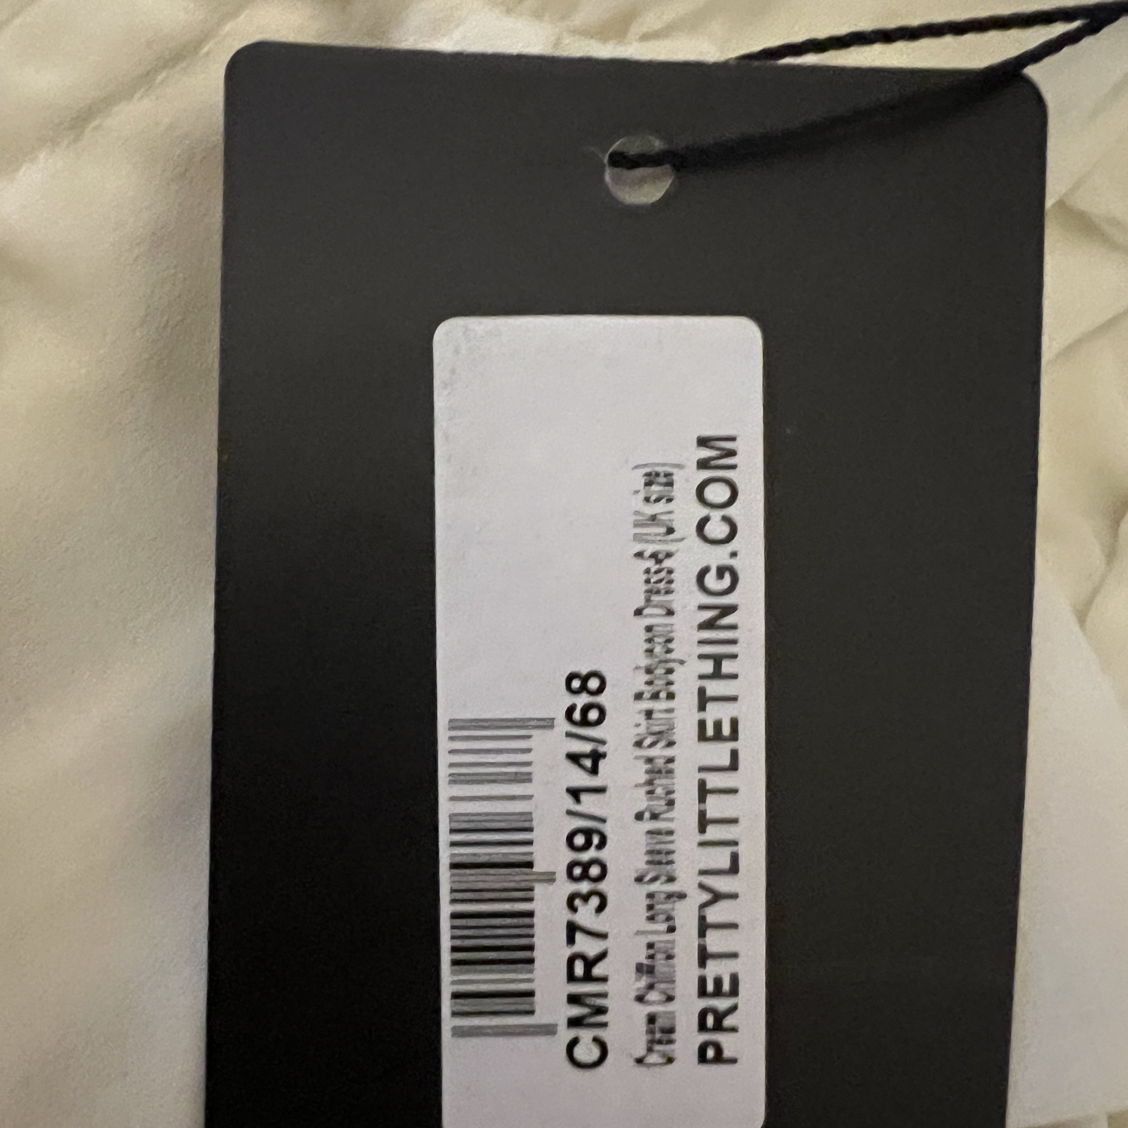 CMR7389/14/68
Cream Chiffon Long Sleeve Ruched Skirt Bodycon Dress-6 (UK size)
PRETTYLITTLETHING.COM